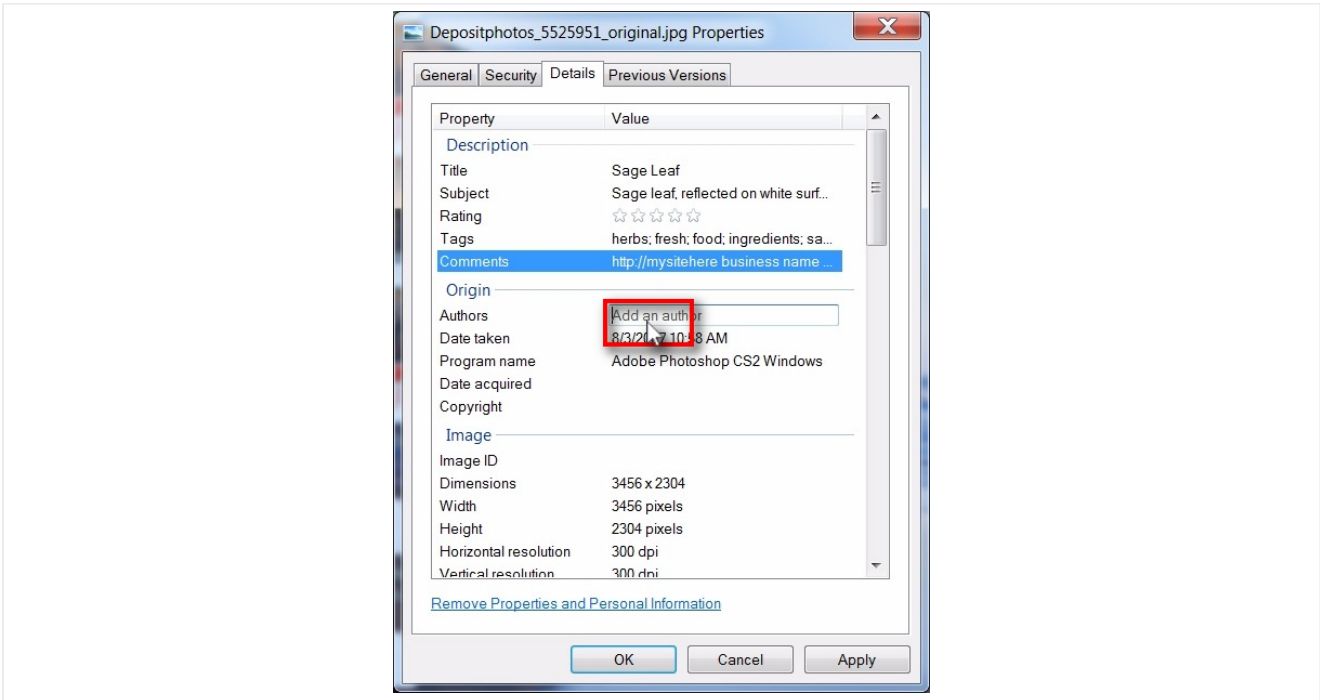 Depositphotos_5525951_original.jpg Properties
General Security Details Previous Versions
Property Value
Description
Title Sage Leaf
Subject Sage leaf, reflected on white surf...
Rating
Tags herbs; fresh; food; ingredients; sa...
Comments http://mysitehere business name ...
Origin
Authors Add an author
Date taken 10:58 AM
Program name Adobe Photoshop CS2 Windows
Date acquired
Copyright
Image
Image ID
Dimensions 3456 x 2304
Width 3456 pixels
Height 2304 pixels
Horizontal resolution 300 dpi
Vertical resolution 300 dpi
Remove Properties and Personal Information
OK Cancel Apply